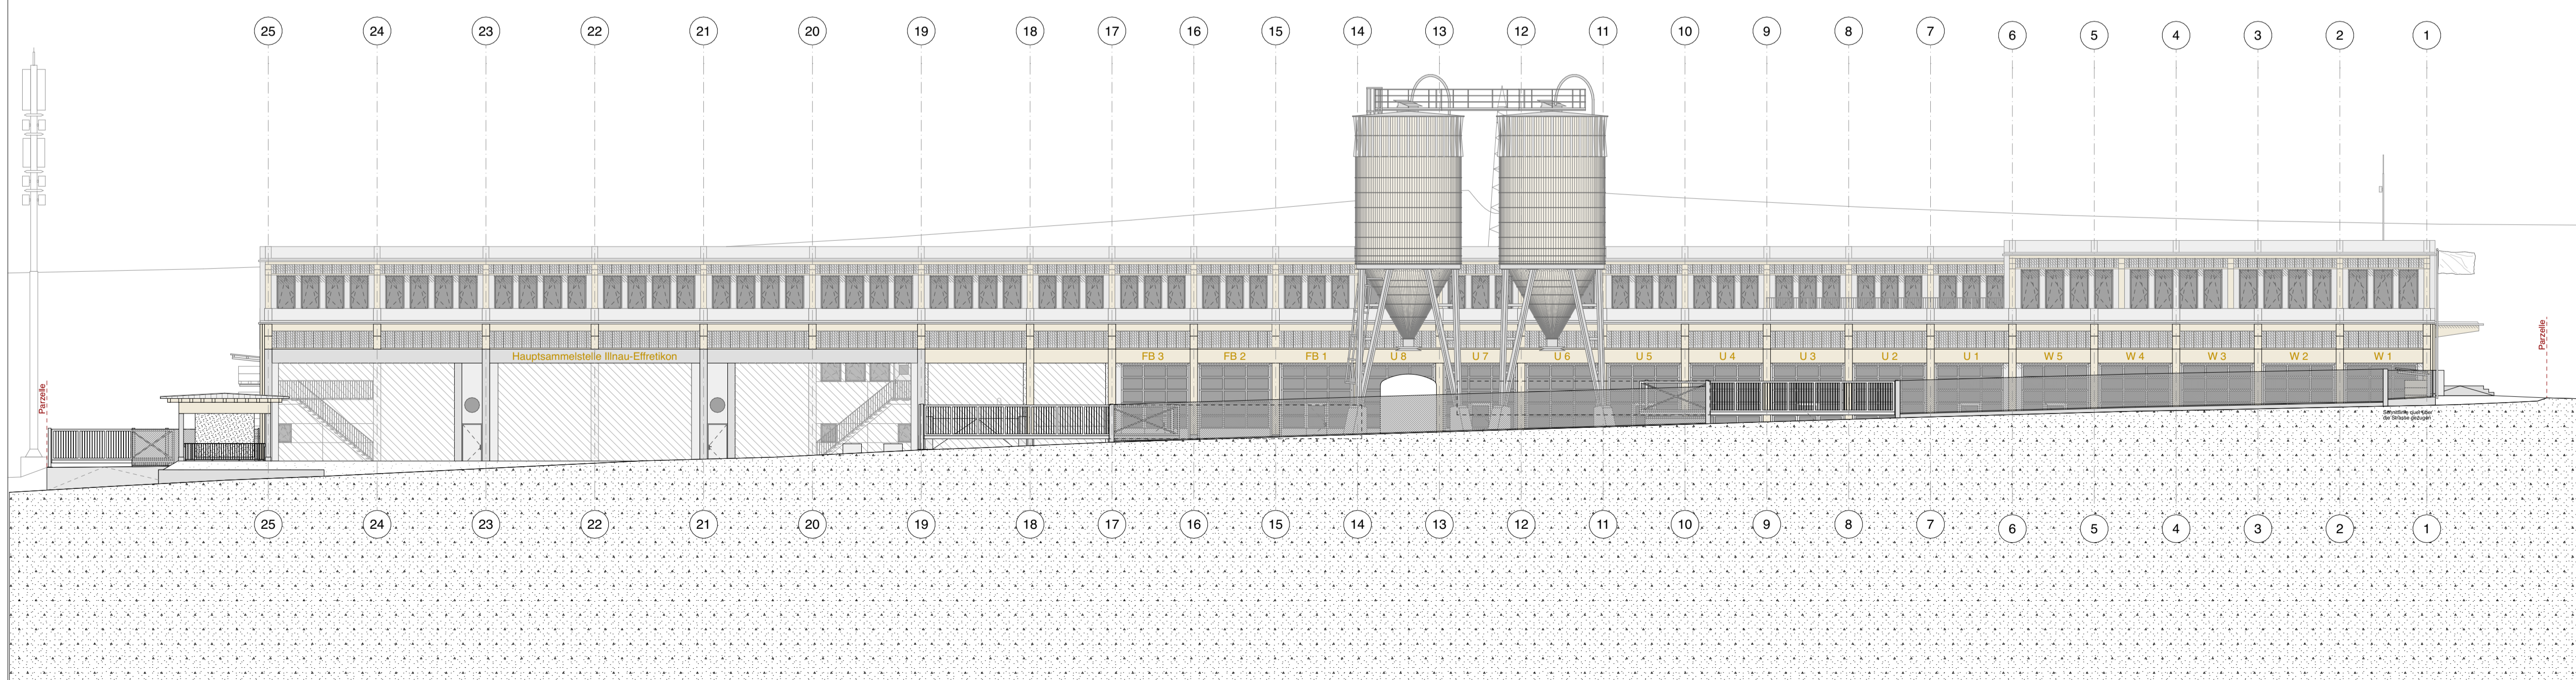 25 24 23 22 21 20 19 18 17 16 15 14 13 12 11 10 9 8 7 6 5 4 3 2 1
Parzelle
Hauptsammelstelle Illnau-Effretikon
FB 3 FB 2 FB 1 U 8 U 7 U 6 U 5 U 4 U 3 U 2 U 1 W 5 W 4 W 3 W 2 W 1
Parzelle
die Strasse gezogen
25 24 23 22 21 20 19 18 17 16 15 14 13 12 11 10 9 8 7 6 5 4 3 2 1